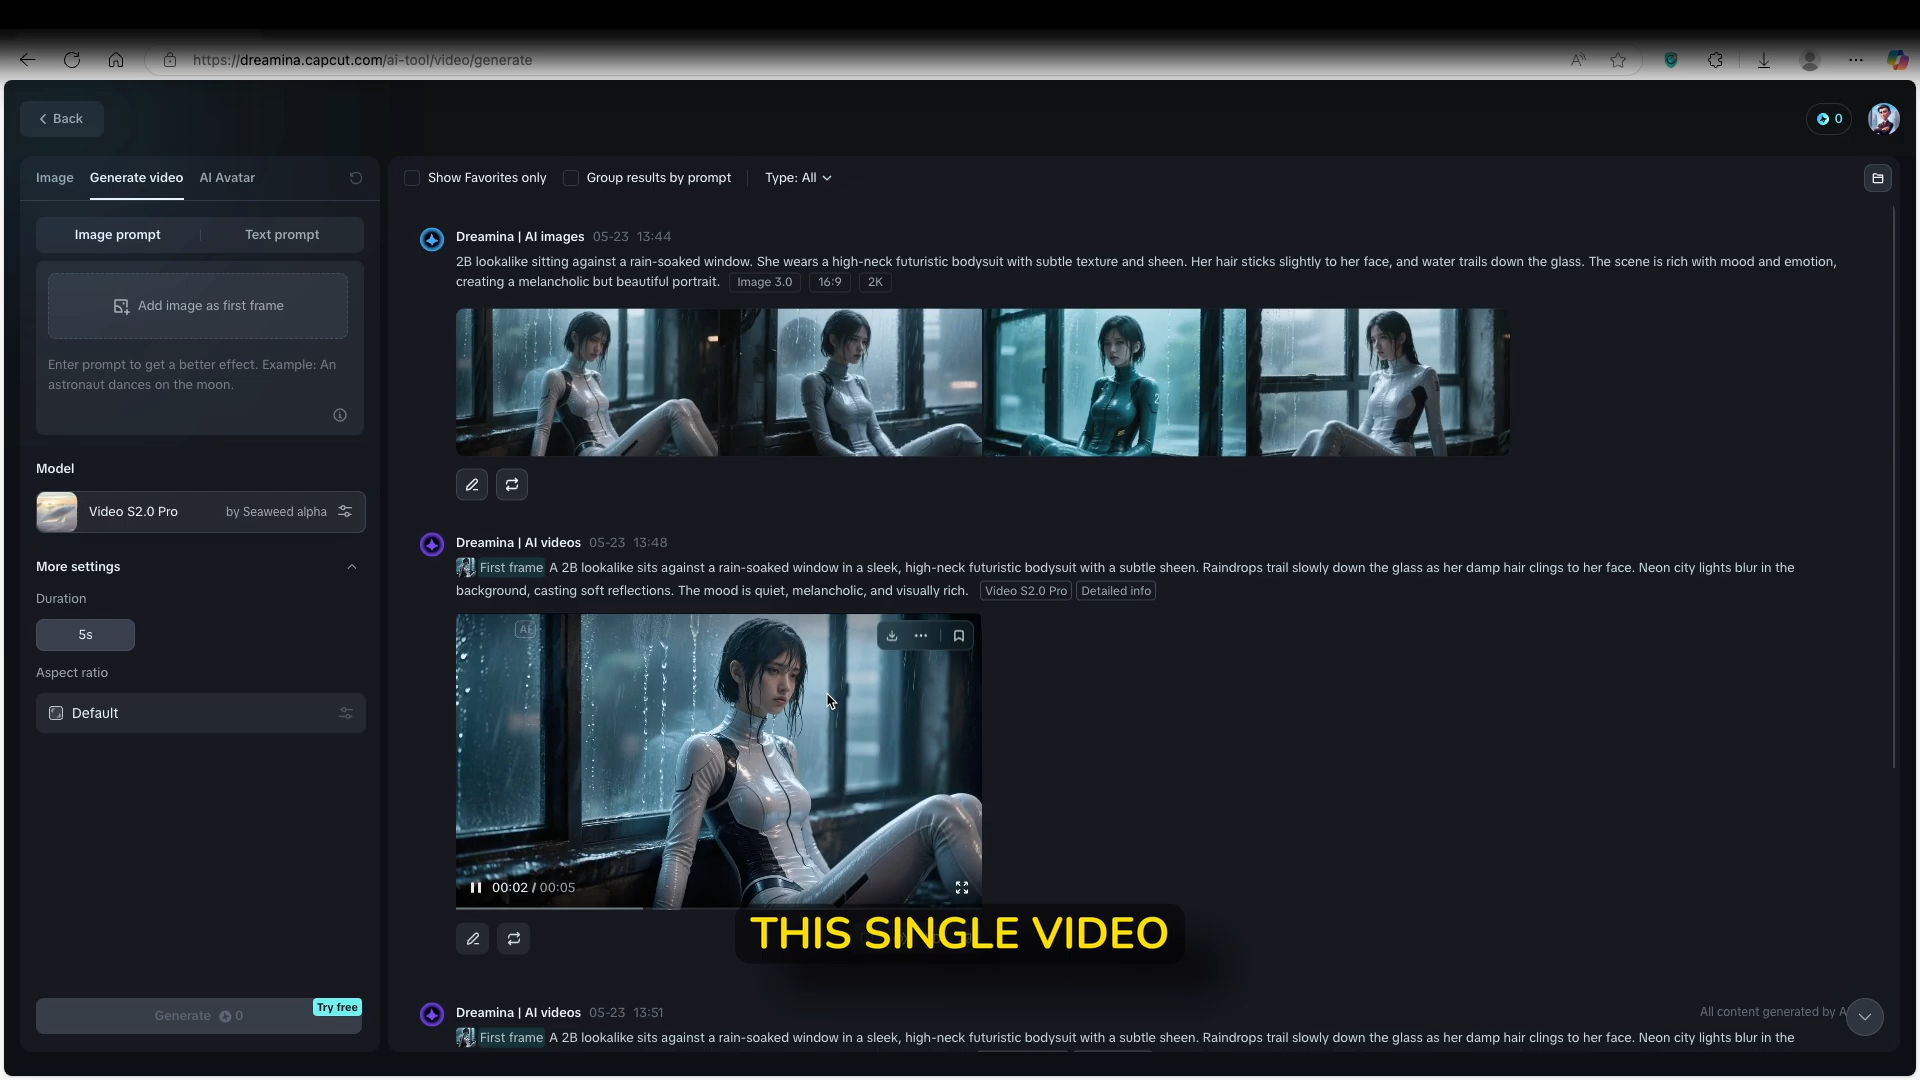 https://dreamina.capcut.com/ai-tool/video/generate
Back
0
Image Generate video AI Avatar
Show Favorites only Group results by prompt Type: All
Image prompt Text prompt
Add image as first frame
Enter prompt to get a better effect. Example: An
astronaut dances on the moon.
Model
Video S2.0 Pro by Seaweed alpha
More settings
Duration
5s
Aspect ratio
Default
Generate 0
Try free
Dreamina | AI images 05-23 13:44
2B lookalike sitting against a rain-soaked window. She wears a high-neck futuristic bodysuit with subtle texture and sheen. Her hair sticks slightly to her face, and water trails down the glass. The scene is rich with mood and emotion,
creating a melancholic but beautiful portrait. Image 3.0 16:9 2K
Dreamina | AI videos 05-23 13:48
First frame A 2B lookalike sits against a rain-soaked window in a sleek, high-neck futuristic bodysuit with a subtle sheen. Raindrops trail slowly down the glass as her damp hair clings to her face. Neon city lights blur in the
background, casting soft reflections. The mood is quiet, melancholic, and visually rich. Video S2.0 Pro Detailed info
00:02 / 00:05
THIS SINGLE VIDEO
Dreamina | AI videos 05-23 13:51
All content generated by
First frame A 2B lookalike sits against a rain-soaked window in a sleek, high-neck futuristic bodysuit with a subtle sheen. Raindrops trail slowly down the glass as her damp hair clings to her face. Neon city lights blur in the